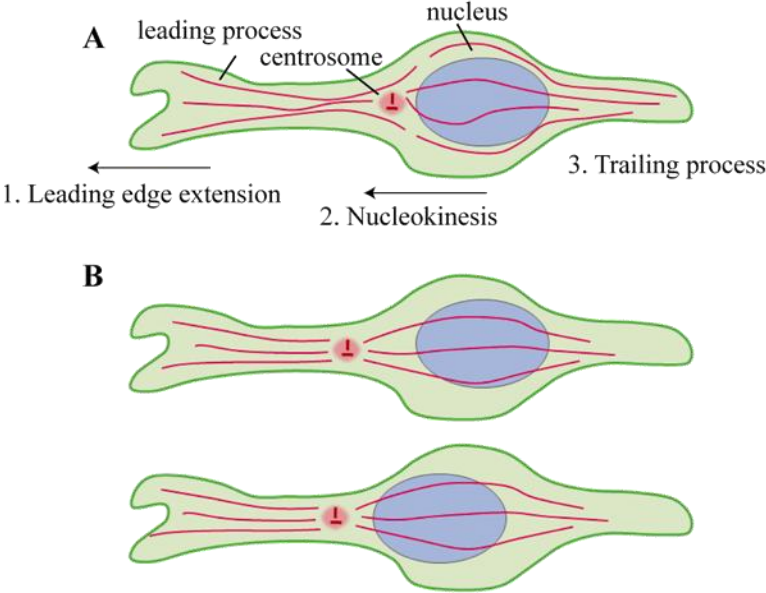 A
nucleus
leading process
centrosome
3. Trailing process
1. Leading edge extension
2. Nucleokinesis
B